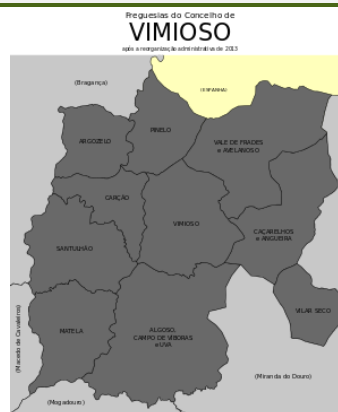 Freguesias do Concelho de
VIMIOSO
após a reorganização administrativa de 2013
(Bragança)
(ESPANHA)
PINELO
ARGOZELO
VALE DE FRADES
e AVELANOSO
CARÇÃO
VIMIOSO
CAÇARELHOS
e ANGUEIRA
SANTULHÃO
VILAR SECO
MATELA
ALGOSO,
CAMPO DE VÍBORAS
e UVA
(Macedo de Cavaleiros)
(Miranda do Douro)
(Mogadouro)